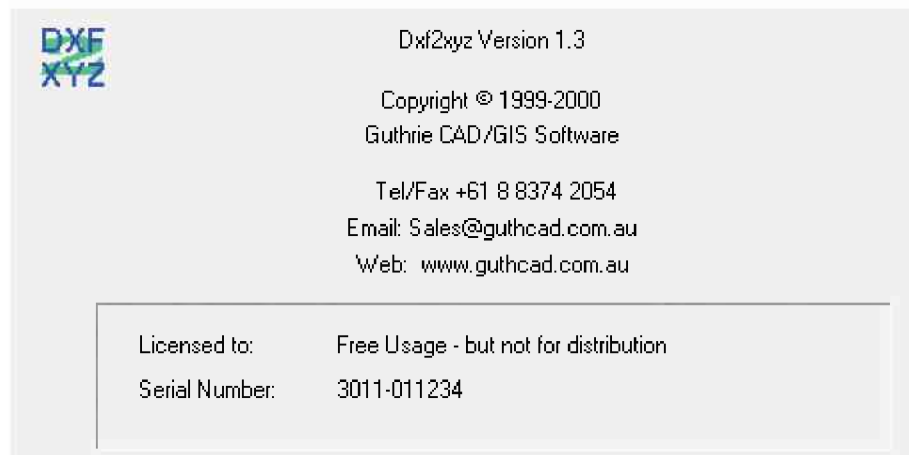 DXF
XYZ
Dxf2xyz Version 1.3
Copyright © 1999-2000
Guthrie CAD/GIS Software
Tel/Fax +61 8 8374 2054
Email: Sales@guthcad.com.au
Web: www.guthcad.com.au
Licensed to: Free Usage - but not for distribution
Serial Number: 3011-011234